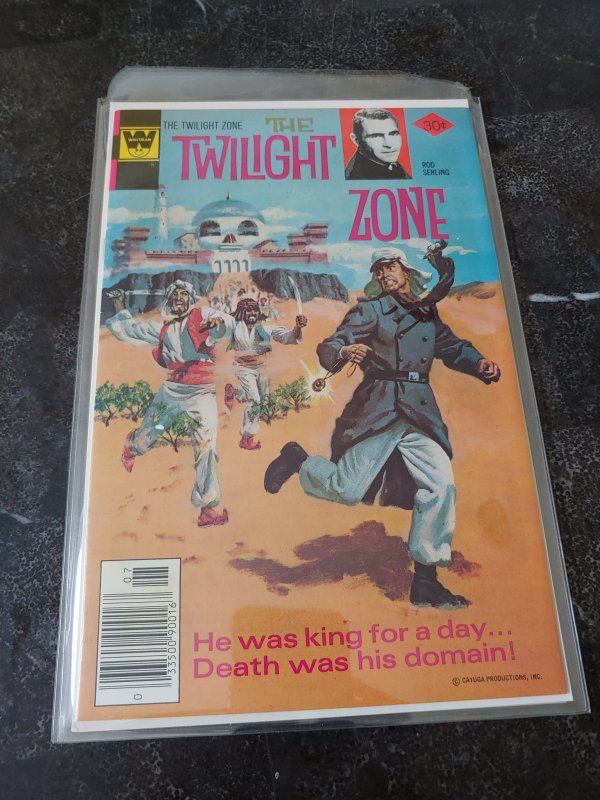 WHITMAN
THE TWILIGHT ZONE
THE
TWILIGHT
ZONE
ROD
SERLING
30¢
He was king for a day...
Death was his domain!
© CAYUGA PRODUCTIONS, INC.
07
0
33500 90016